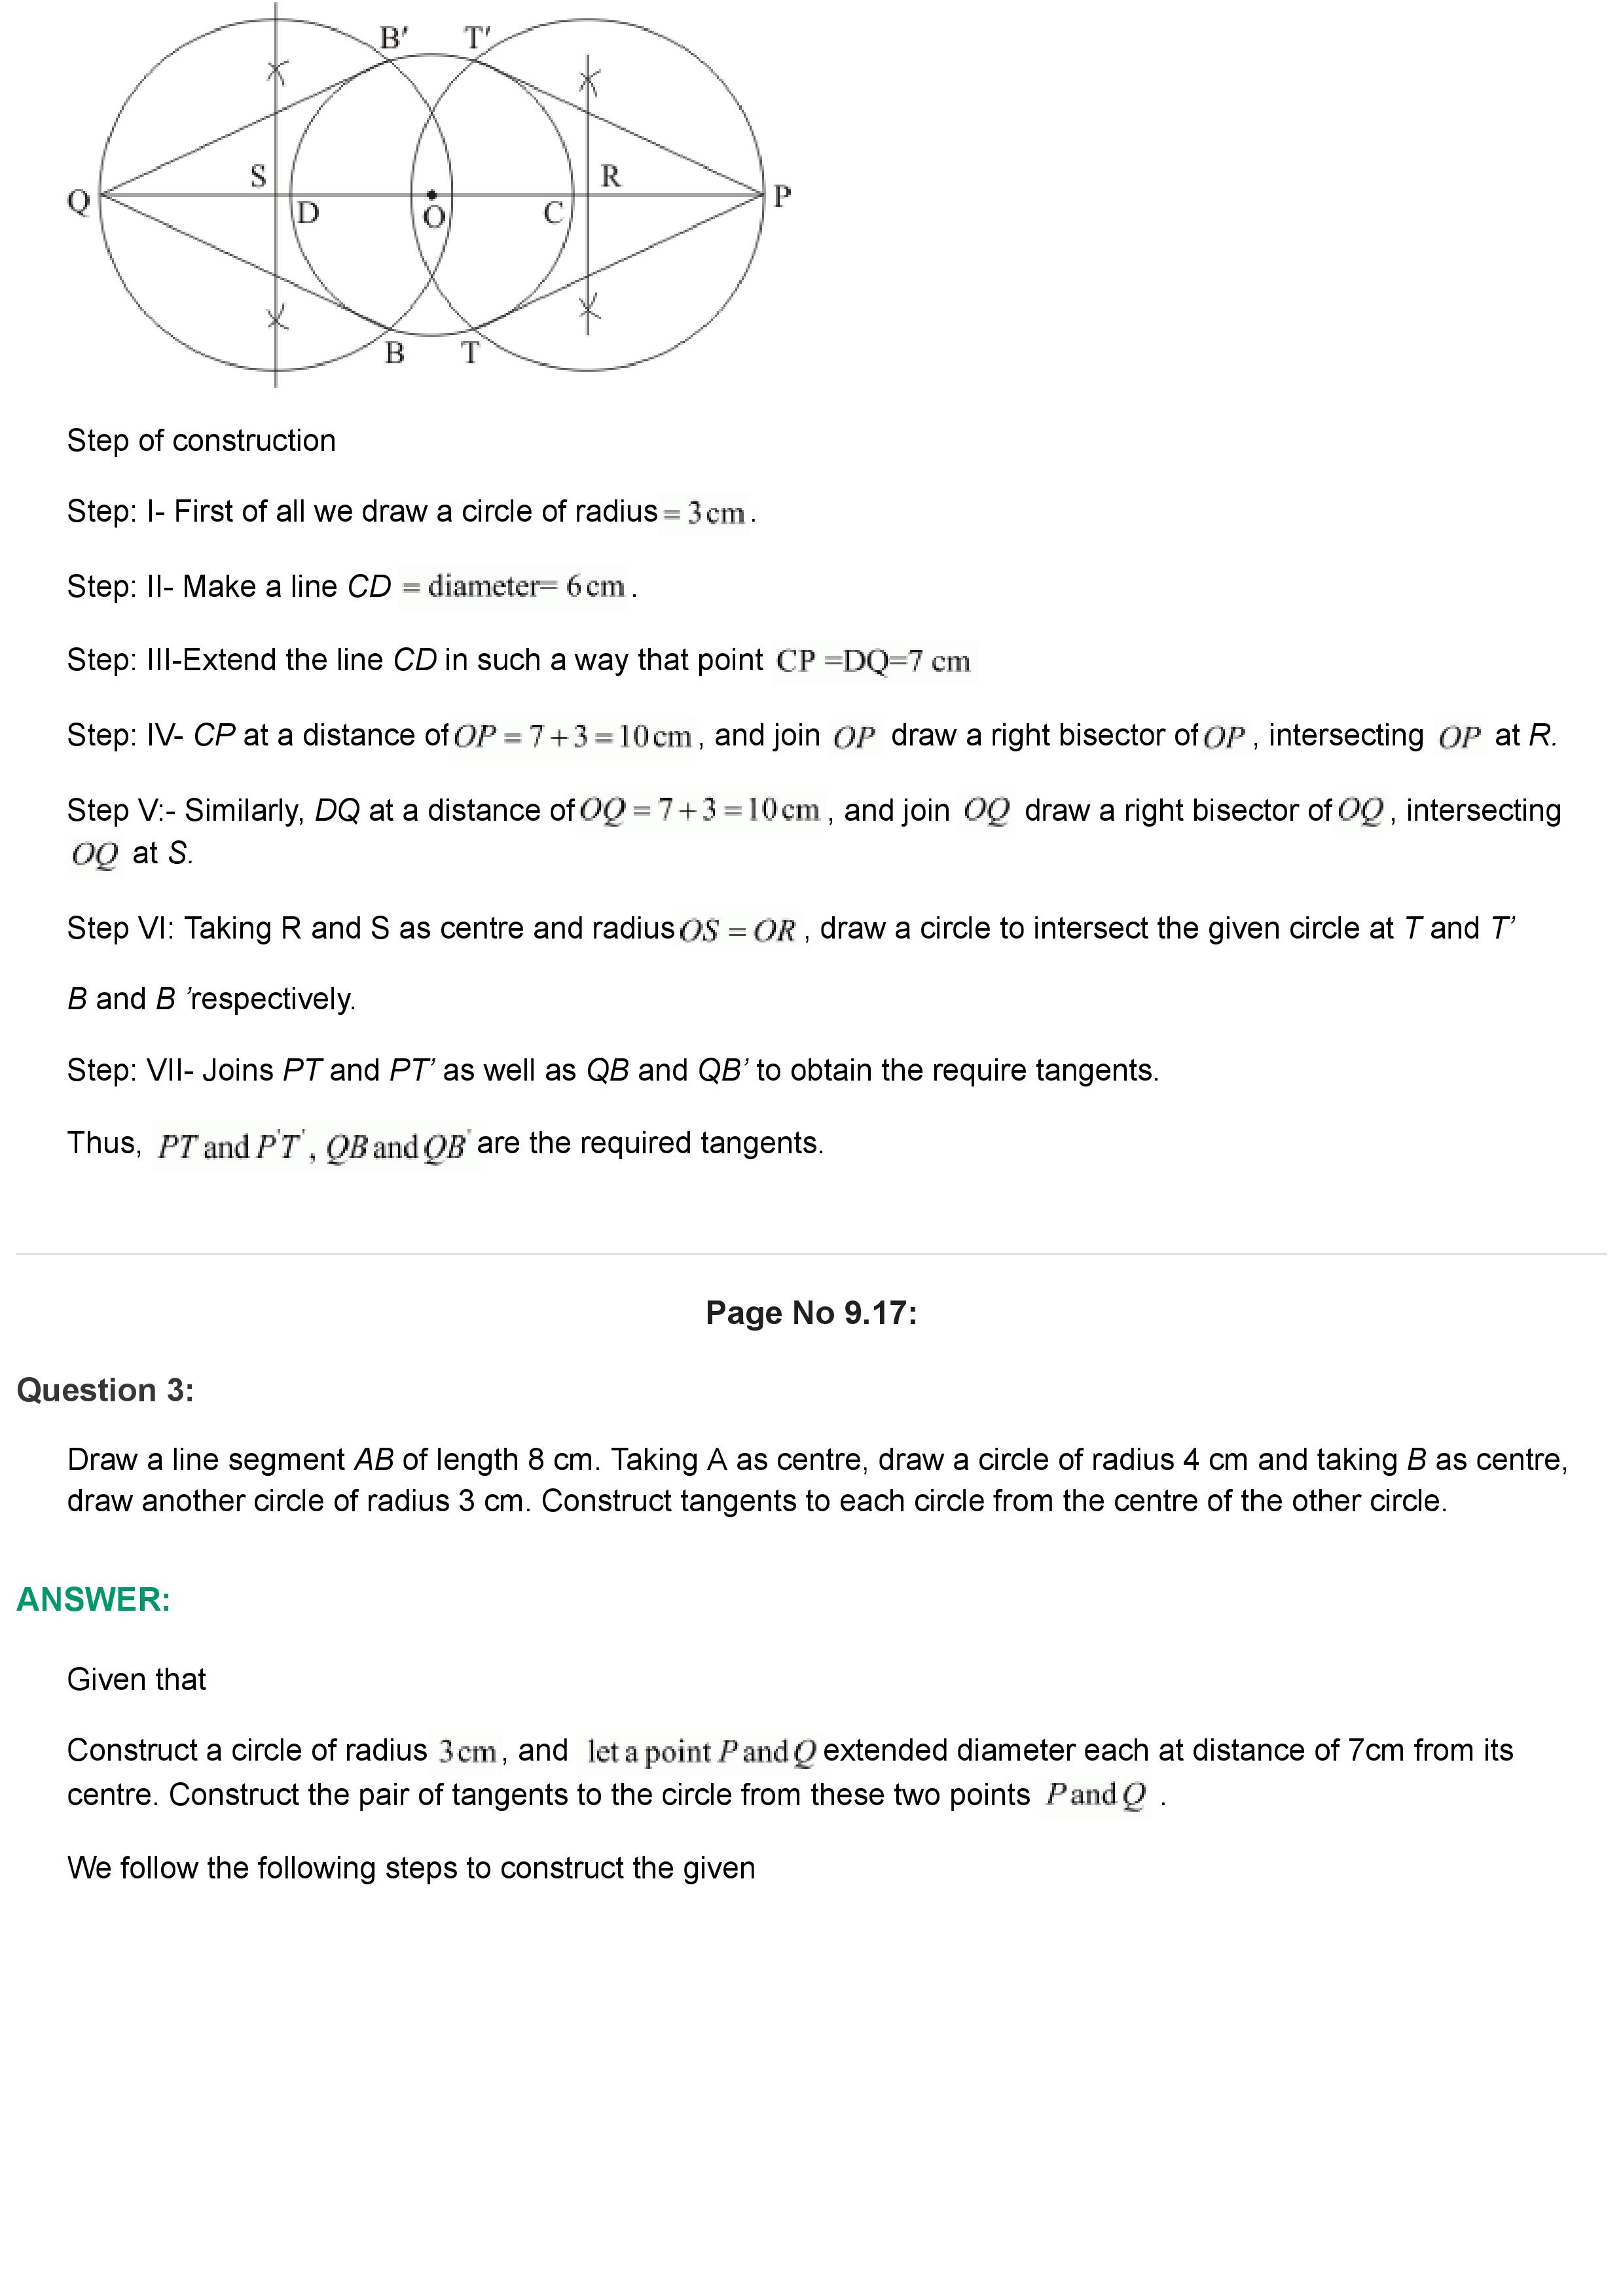 B′ T′
S R
Q D O C P
B T
Step of construction
Step: I- First of all we draw a circle of radius = 3 cm .
Step: II- Make a line CD = diameter= 6 cm .
Step: III-Extend the line CD in such a way that point CP =DQ=7 cm
Step: IV- CP at a distance of OP = 7 + 3 = 10 cm , and join OP draw a right bisector of OP , intersecting OP at R.
Step V:- Similarly, DQ at a distance of OQ = 7 + 3 = 10 cm , and join OQ draw a right bisector of OQ , intersecting
OQ at S.
Step VI: Taking R and S as centre and radius OS = OR , draw a circle to intersect the given circle at T and T’
B and B ’respectively.
Step: VII- Joins PT and PT’ as well as QB and QB’ to obtain the require tangents.
Thus, PT and P'T' , QB and QB' are the required tangents.
Page No 9.17:
Question 3:
Draw a line segment AB of length 8 cm. Taking A as centre, draw a circle of radius 4 cm and taking B as centre,
draw another circle of radius 3 cm. Construct tangents to each circle from the centre of the other circle.
ANSWER:
Given that
Construct a circle of radius 3 cm , and let a point P and Q extended diameter each at distance of 7cm from its
centre. Construct the pair of tangents to the circle from these two points P and Q .
We follow the following steps to construct the given